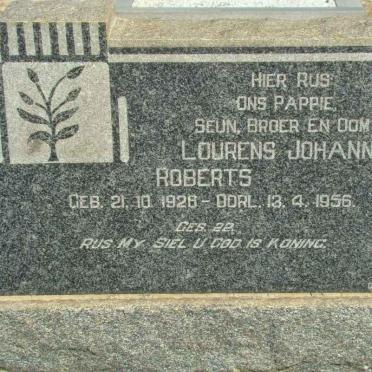 HIER RUS
ONS PAPPIE,
SEUN, BROER EN OOM
LOURENS JOHANN
ROBERTS
GEB. 21. 10. 1926 – OORL. 13. 4. 1956.
GES. 22.
RUS MY SIEL U GOD IS KONING.